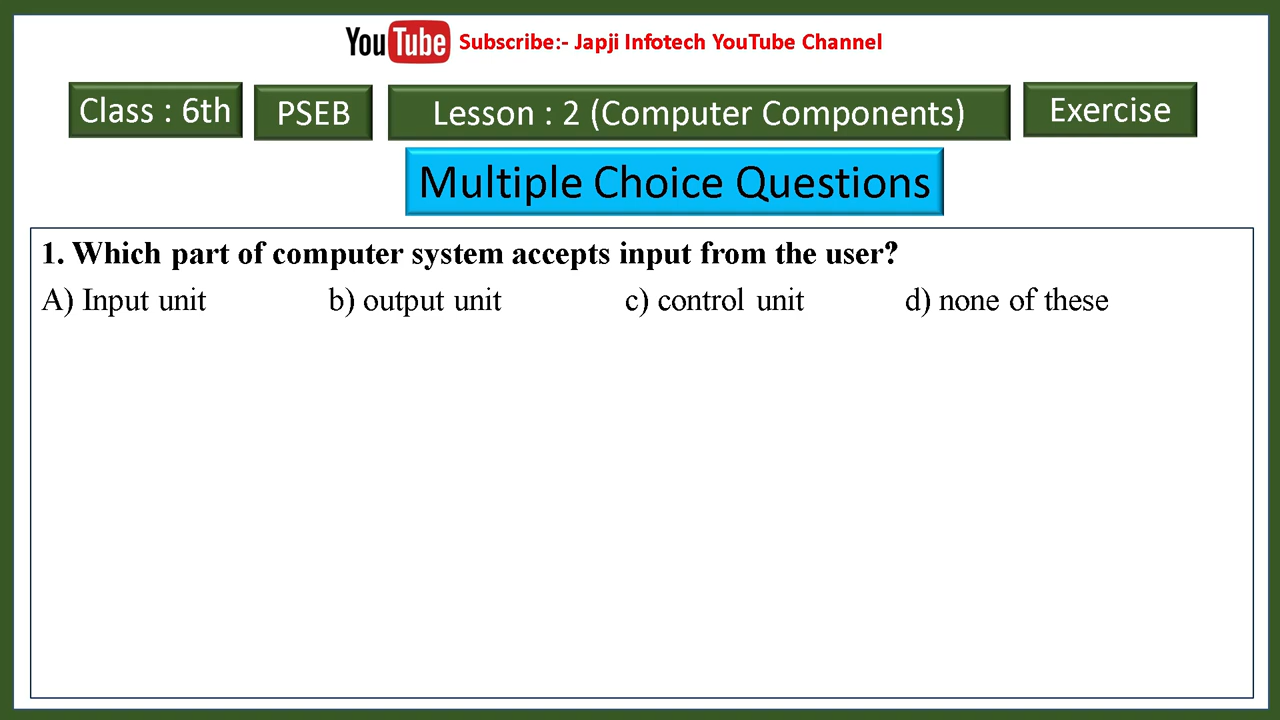 YouTube Subscribe:- Japji Infotech YouTube Channel
Class : 6th PSEB Lesson : 2 (Computer Components) Exercise
Multiple Choice Questions
1. Which part of computer system accepts input from the user?
A) Input unit b) output unit c) control unit d) none of these